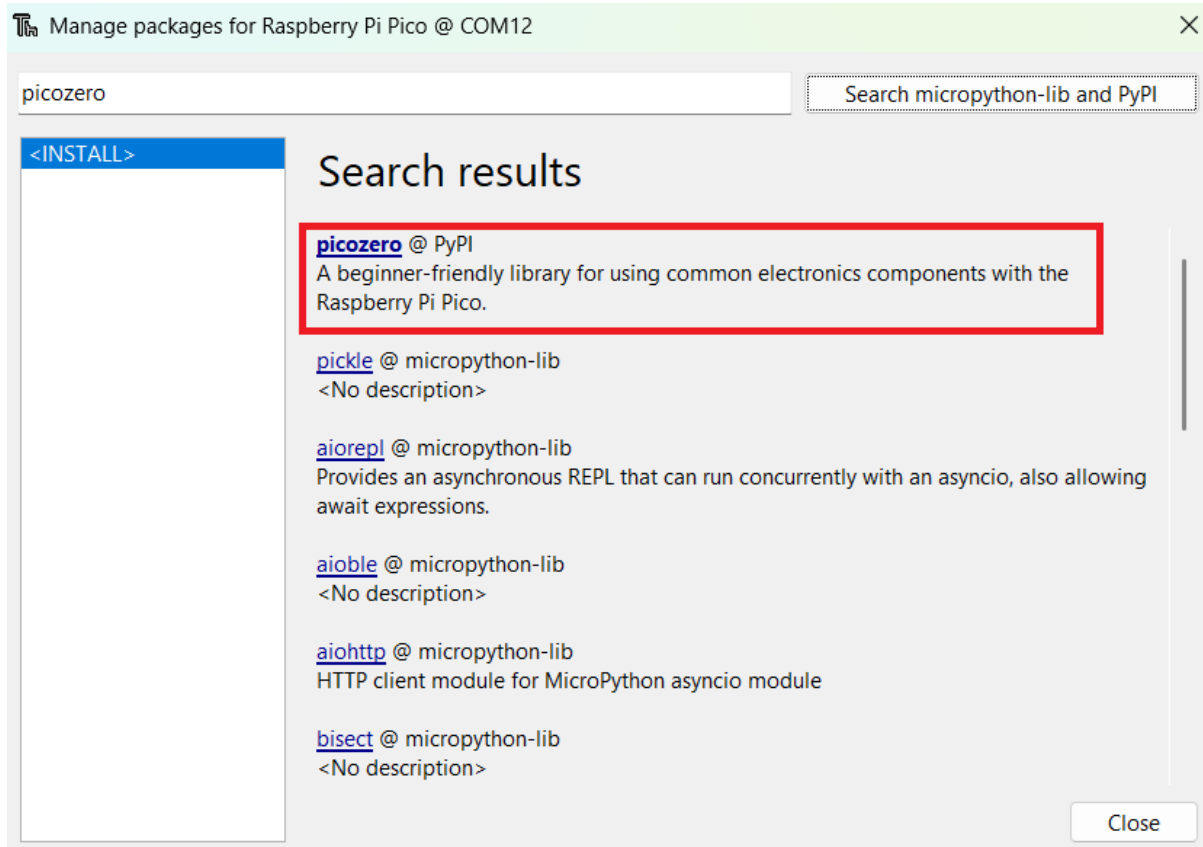 Manage packages for Raspberry Pi Pico @ COM12
picozero
Search micropython-lib and PyPI
<INSTALL>
Search results
picozero @ PyPI
A beginner-friendly library for using common electronics components with the
Raspberry Pi Pico.
pickle @ micropython-lib
<No description>
aiorepl @ micropython-lib
Provides an asynchronous REPL that can run concurrently with an asyncio, also allowing
await expressions.
aioble @ micropython-lib
<No description>
aiohttp @ micropython-lib
HTTP client module for MicroPython asyncio module
bisect @ micropython-lib
<No description>
Close